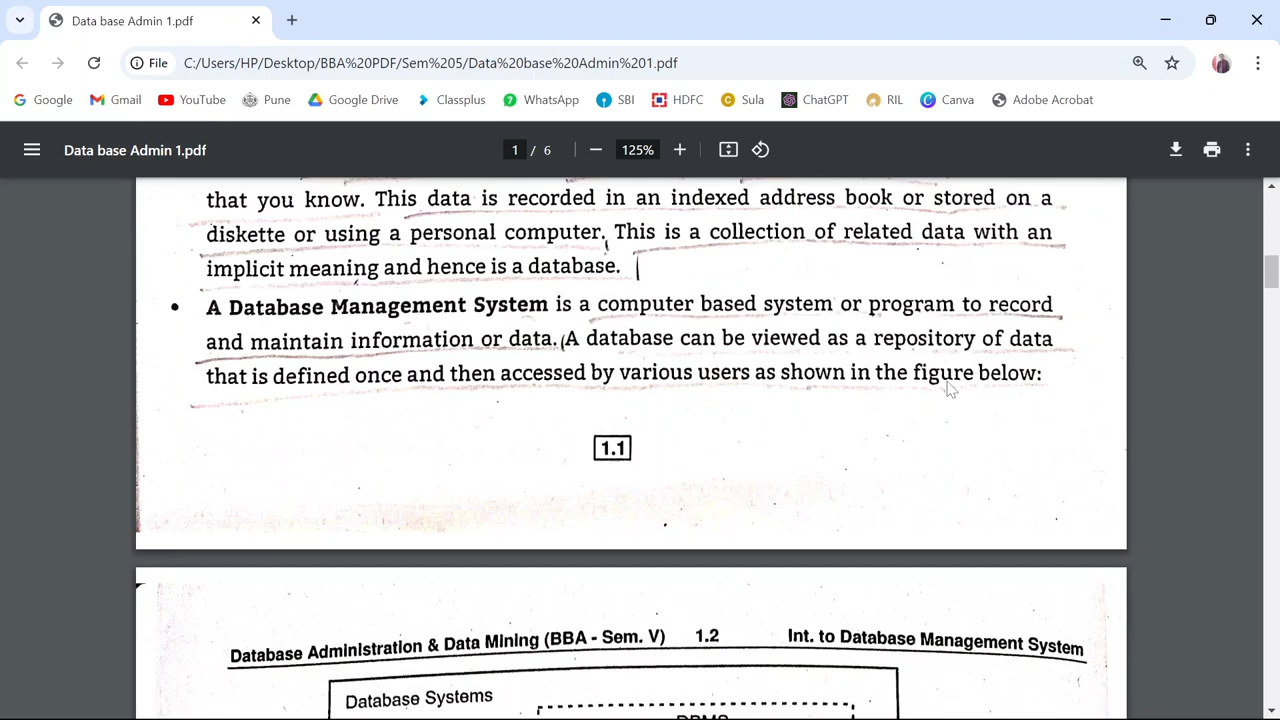 Data base Admin 1.pdf
File C:/Users/HP/Desktop/BBA%20PDF/Sem%205/Data%20base%20Admin%201.pdf
Google Gmail YouTube Pune Google Drive Classplus WhatsApp SBI HDFC Sula ChatGPT RIL Canva Adobe Acrobat
Data base Admin 1.pdf 1 / 6 125%
that you know. This data is recorded in an indexed address book or stored on a
diskette or using a personal computer. This is a collection of related data with an
implicit meaning and hence is a database.
• A Database Management System is a computer based system or program to record
and maintain information or data. A database can be viewed as a repository of data
that is defined once and then accessed by various users as shown in the figure below:
1.1
Database Administration & Data Mining (BBA - Sem. V) 1.2 Int. to Database Management System
Database Systems
DBMS